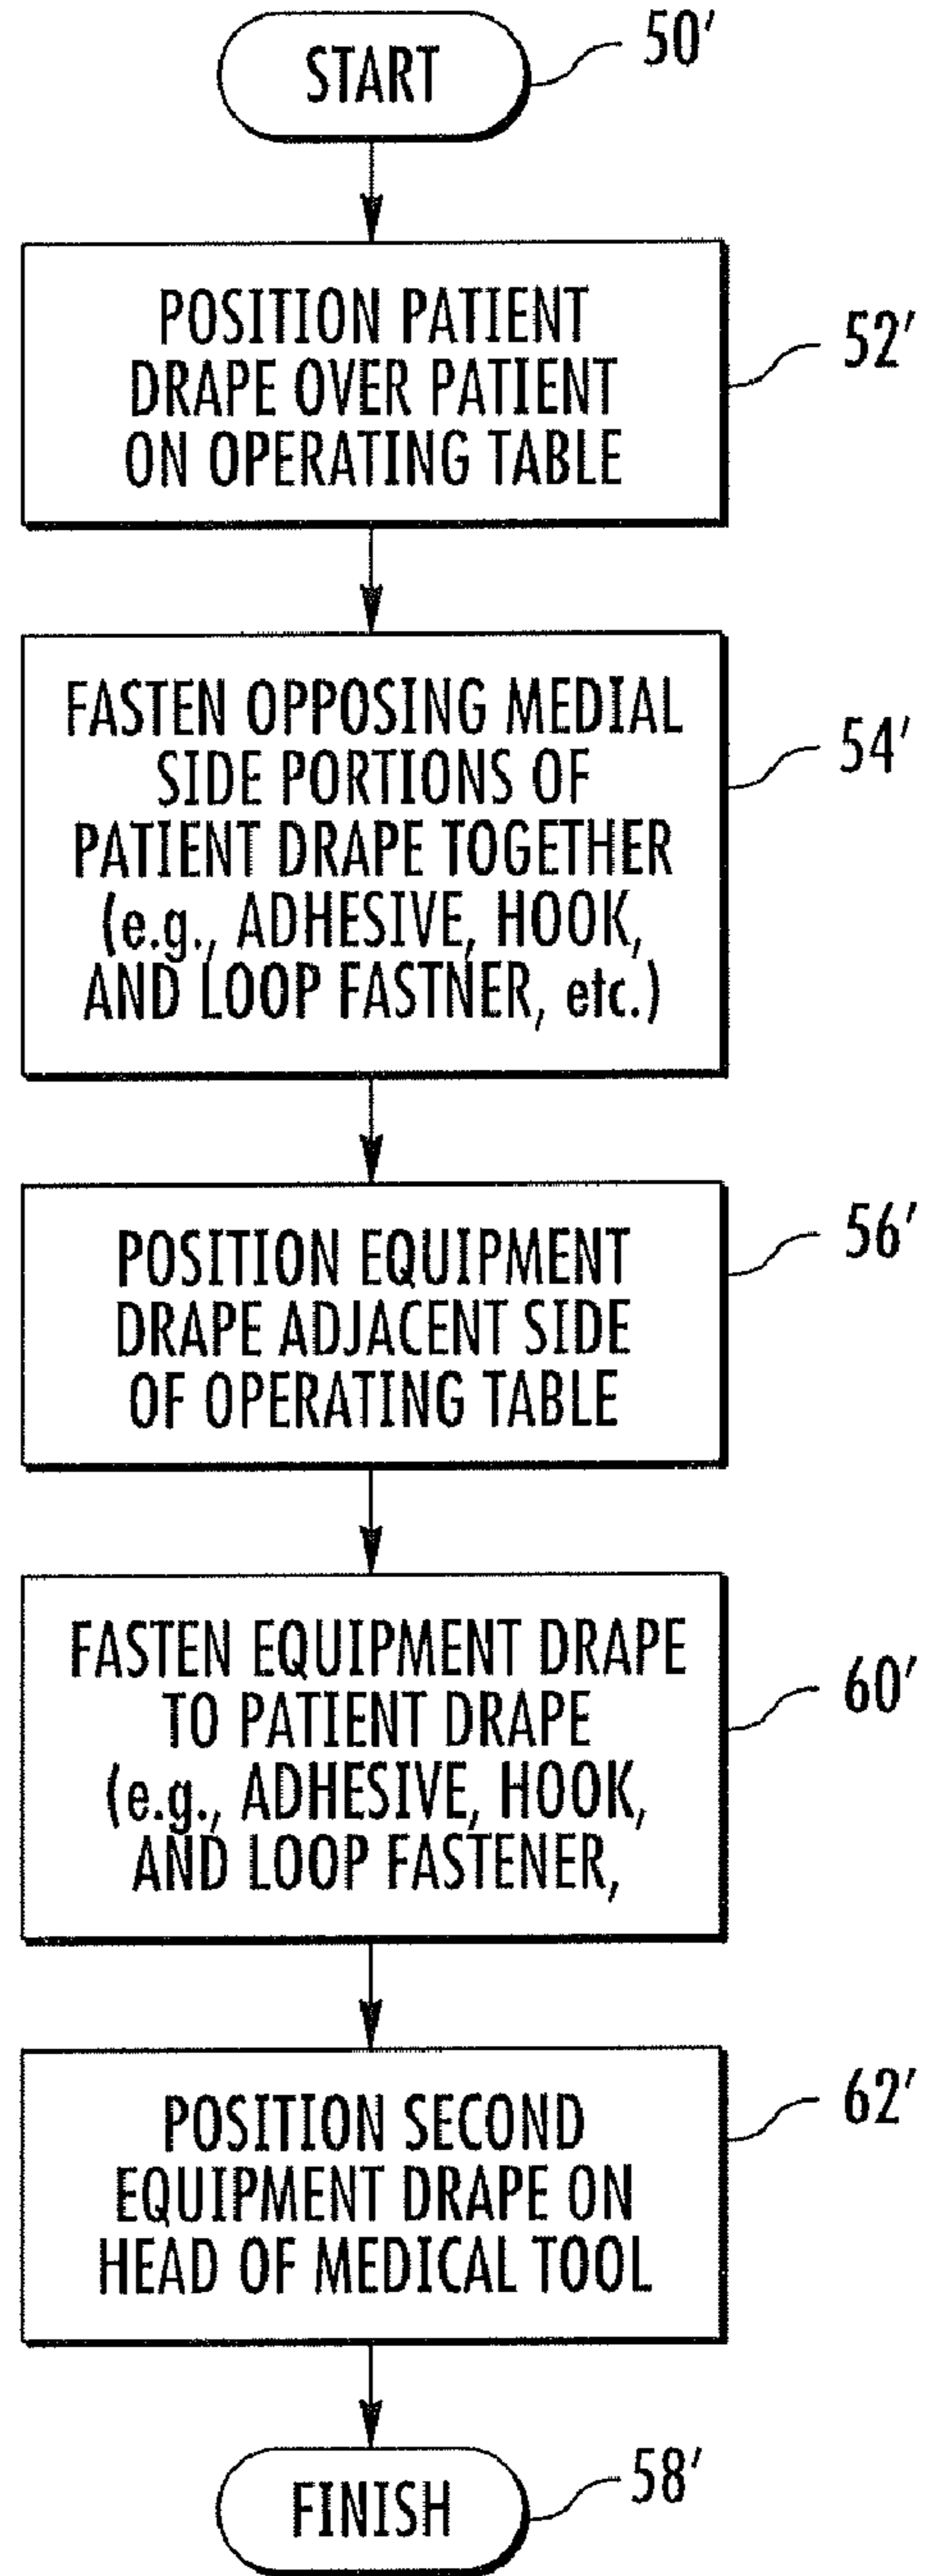 START
50'
POSITION PATIENT
DRAPE OVER PATIENT
ON OPERATING TABLE
52'
FASTEN OPPOSING MEDIAL
SIDE PORTIONS OF
PATIENT DRAPE TOGETHER
(e.g., ADHESIVE, HOOK,
AND LOOP FASTNER, etc.)
54'
POSITION EQUIPMENT
DRAPE ADJACENT SIDE
OF OPERATING TABLE
56'
FASTEN EQUIPMENT DRAPE
TO PATIENT DRAPE
(e.g., ADHESIVE, HOOK,
AND LOOP FASTENER,
60'
POSITION SECOND
EQUIPMENT DRAPE ON
HEAD OF MEDICAL TOOL
62'
FINISH
58'